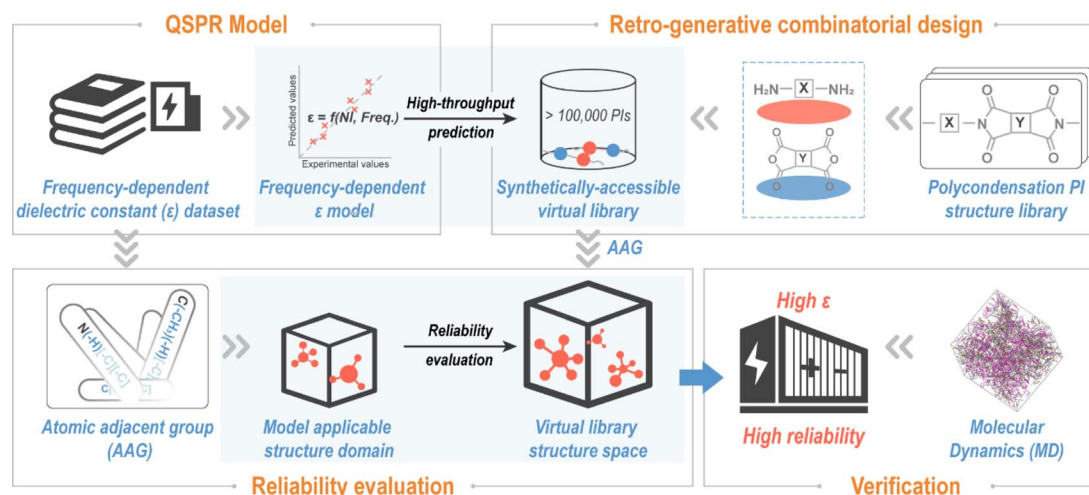 QSPR Model
Retro-generative combinatorial design
Predicted values
ε = f(NI, Freq.)
Experimental values
High-throughput
prediction
> 100,000 PIs
H₂N
X
NH₂
O
O
Y
O
O
O
O
X
N
Y
N
O
O
O
O
Frequency-dependent
dielectric constant (ε) dataset
Frequency-dependent
ε model
Synthetically-accessible
virtual library
Polycondensation PI
structure library
AAG
N(-H)[-C][-C]
C(-CH₃)(-H)[-C][-C]
C
Reliability
evaluation
High ε
High reliability
Atomic adjacent group
(AAG)
Model applicable
structure domain
Virtual library
structure space
Molecular
Dynamics (MD)
Reliability evaluation
Verification